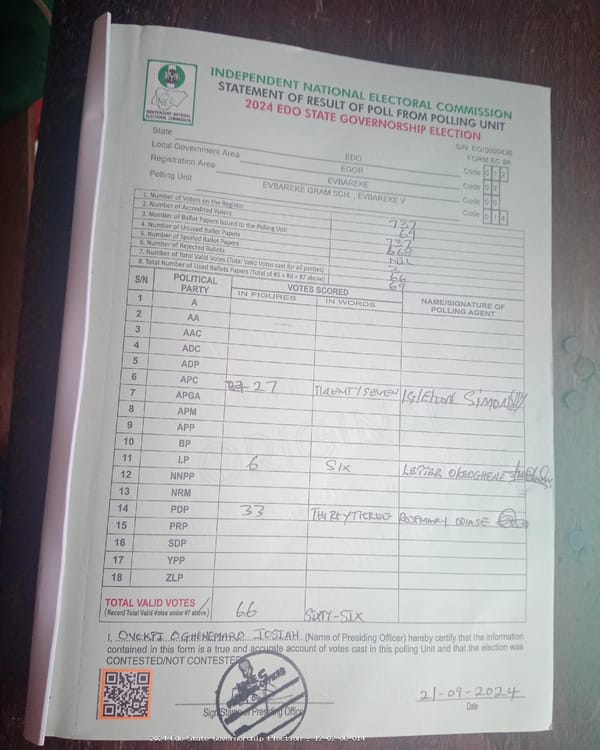 INDEPENDENT NATIONAL ELECTORAL COMMISSION
STATEMENT OF RESULT OF POLL FROM POLLING UNIT
2024 EDO STATE GOVERNORSHIP ELECTION
INDEPENDENT NATIONAL ELECTORAL COMMISSION
S/N EG/0000436
FORM EC 8A
State EDO Code 0 1 2
Local Government Area EGOR Code 0 2
Registration Area EVBAREKE Code 0 6
Polling Unit EVBAREKE GRAM SCH., EVBAREKE V Code 0 1 4
1. Number of Voters on the Register 737
2. Number of Accredited Voters 69
3. Number of Ballot Papers Issued to the Polling Unit 737
4. Number of Unused Ballot Papers 668
5. Number of Spoiled Ballot Papers NIL
6. Number of Rejected Ballots
7. Number of Total Valid Votes (Total Valid Votes cast for all parties) 66
8. Total Number of Used Ballots Papers (Total of #5 + #6 + #7 above) 69
S/N POLITICAL PARTY VOTES SCORED NAME/SIGNATURE OF POLLING AGENT
IN FIGURES IN WORDS
1 A
2 AA
3 AAC
4 ADC
5 ADP
6 APC 27 TWENTY SEVEN SIMON
7 APGA
8 APM
9 APP
10 BP
11 LP 6 SIX LETTER OKEOGHENE
12 NNPP
13 NRM
14 PDP 33 THIRTYTHREE ROSEMARY ODIASE
15 PRP
16 SDP
17 YPP
18 ZLP
TOTAL VALID VOTES 66 SIXTY-SIX
(Record Total Valid Votes under #7 above)
I, OGHENEMARO JOSIAH (Name of Presiding Officer) hereby certify that the information
contained in this form is a true and accurate account of votes cast in this polling Unit and that the election was
CONTESTED/NOT CONTESTED
Sign/Stamp of Presiding Officer
21-09-2024
Date
2024 Edo State Governorship Election : 12-02-06-014